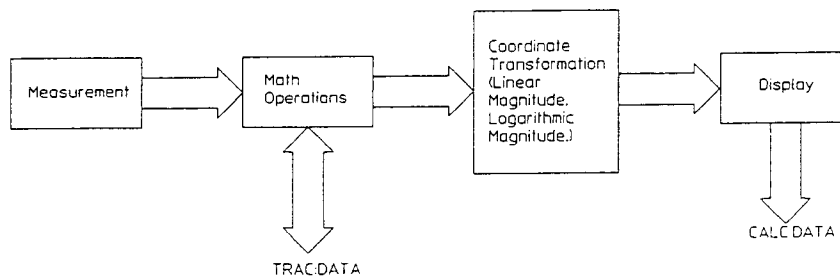 Measurement
Math
Operations
Coordinate
Transformation
(Linear
Magnitude,
Logarithmic
Magnitude.)
Display
TRAC:DATA
CALC:DATA